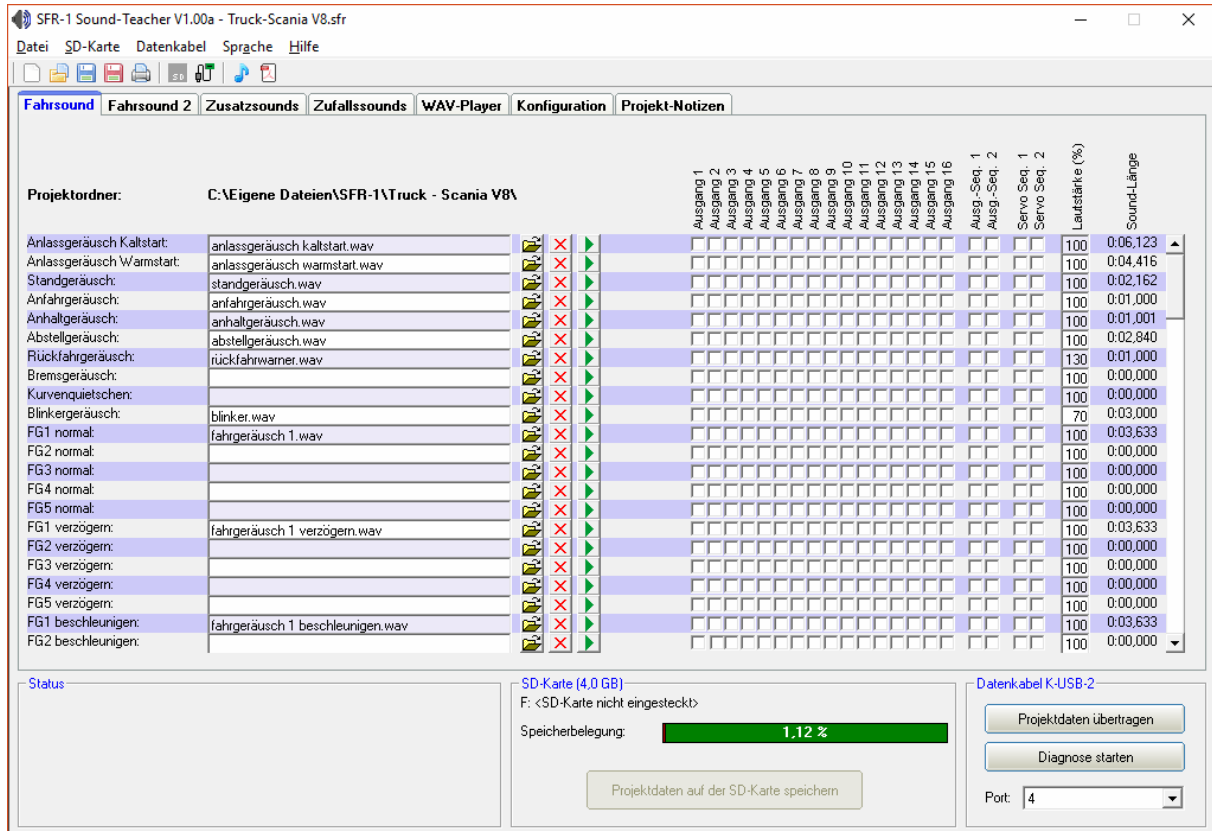 SFR-1 Sound-Teacher V1.00a - Truck-Scania V8.sfr
Datei SD-Karte Datenkabel Sprache Hilfe
SD
Fahrsound Fahrsound 2 Zusatzsounds Zufallssounds WAV-Player Konfiguration Projekt-Notizen
Projektordner: C:\Eigene Dateien\SFR-1\Truck - Scania V8\
Ausgang 1
Ausgang 2
Ausgang 3
Ausgang 4
Ausgang 5
Ausgang 6
Ausgang 7
Ausgang 8
Ausgang 9
Ausgang 10
Ausgang 11
Ausgang 12
Ausgang 13
Ausgang 14
Ausgang 15
Ausgang 16
Ausg.-Seq. 1
Ausg.-Seq. 2
Servo Seq. 1
Servo Seq. 2
Lautstärke (%)
Sound-Länge
Anlassgeräusch Kaltstart: anlassgeräusch kaltstart.wav 100 0:06,123
Anlassgeräusch Warmstart: anlassgeräusch warmstart.wav 100 0:04,416
Standgeräusch: standgeräusch.wav 100 0:02,162
Anfahrgeräusch: anfahrgeräusch.wav 100 0:01,000
Anhaltgeräusch: anhaltgeräusch.wav 100 0:01,001
Abstellgeräusch: abstellgeräusch.wav 100 0:02,840
Rückfahrgeräusch: rückfahrwarner.wav 130 0:01,000
Bremsgeräusch: 100 0:00,000
Kurvenquietschen: 100 0:00,000
Blinkergeräusch: blinker.wav 70 0:03,000
FG1 normal: fahrgeräusch 1.wav 100 0:03,633
FG2 normal: 100 0:00,000
FG3 normal: 100 0:00,000
FG4 normal: 100 0:00,000
FG5 normal: 100 0:00,000
FG1 verzögern: fahrgeräusch 1 verzögern.wav 100 0:03,633
FG2 verzögern: 100 0:00,000
FG3 verzögern: 100 0:00,000
FG4 verzögern: 100 0:00,000
FG5 verzögern: 100 0:00,000
FG1 beschleunigen: fahrgeräusch 1 beschleunigen.wav 100 0:03,633
FG2 beschleunigen: 100 0:00,000
Status
SD-Karte (4,0 GB)
F: <SD-Karte nicht eingesteckt>
Speicherbelegung: 1,12 %
Projektdaten auf der SD-Karte speichern
Datenkabel K-USB-2
Projektdaten übertragen
Diagnose starten
Port: 4